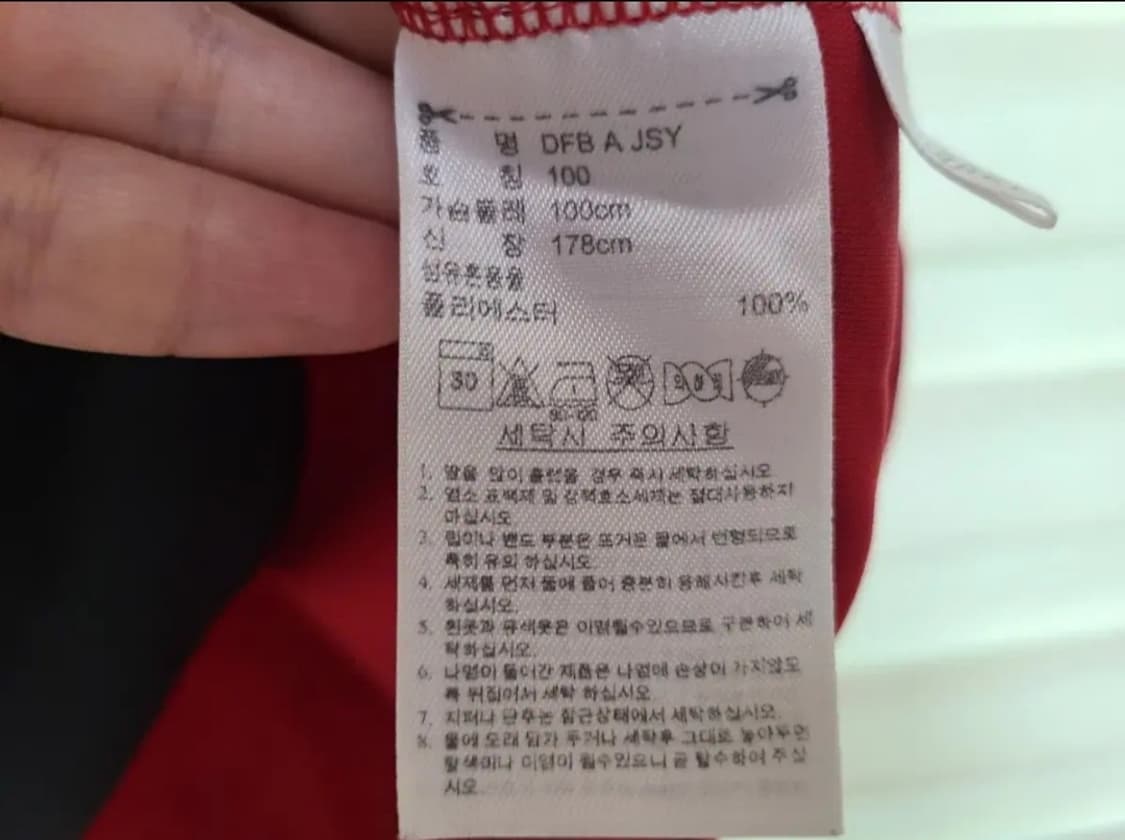 품 명 DFB A JSY
호 칭 100
가슴둘레 100cm
신 장 178cm
섬유혼용율
폴리에스터 100%
30
세탁시 주의사항
1. 땀을 많이 흘렸을 경우 즉시 세탁하십시오
2. 염소 표백제 및 강력효소세제는 절대사용하지
마십시오
3. 립이나 밴드 부분은 뜨거운 물에서 변형되므로
특히 유의 하십시오.
4. 세제를 먼저 물에 풀어 충분히 용해시킨후 세탁
하십시오.
5. 흰옷과 유색옷은 이염될수있으므로 구분하여 세
탁하십시오.
6. 나염이 들어간 제품은 나염에 손상이 가지않도
록 뒤집어서 세탁 하십시오.
7. 지퍼나 단추는 잠근상태에서 세탁하십시오.
8. 물에 오래 담가 두거나 세탁후 그대로 놓아두면
탈색이나 이염이 될수있으니 곧 탈수하여 주십
시오.